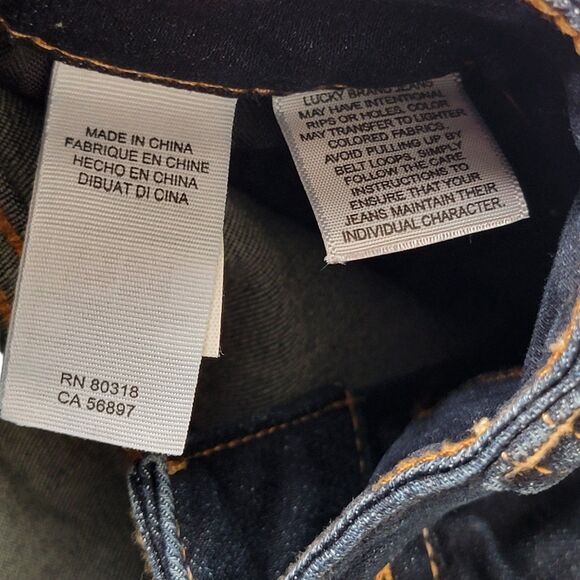 MADE IN CHINA
FABRIQUE EN CHINE
HECHO EN CHINA
DIBUAT DI CINA
RN 80318
CA 56897
LUCKY BRAND JEANS
MAY HAVE INTENTIONAL
RIPS OR HOLES. COLOR
MAY TRANSFER TO LIGHTER
COLORED FABRICS.
AVOID PULLING UP BY
BELT LOOPS, SIMPLY
FOLLOW THE CARE
INSTRUCTIONS TO
ENSURE THAT YOUR
JEANS MAINTAIN THEIR
INDIVIDUAL CHARACTER.